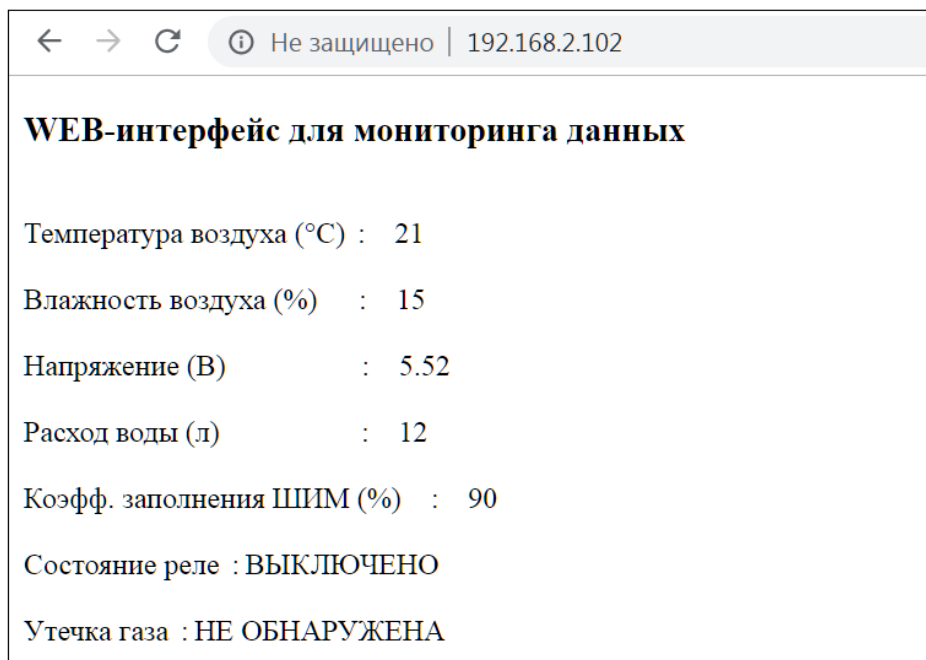 Не защищено | 192.168.2.102
WEB-интерфейс для мониторинга данных
Температура воздуха (°C) : 21
Влажность воздуха (%) : 15
Напряжение (В) : 5.52
Расход воды (л) : 12
Коэфф. заполнения ШИМ (%) : 90
Состояние реле : ВЫКЛЮЧЕНО
Утечка газа : НЕ ОБНАРУЖЕНА